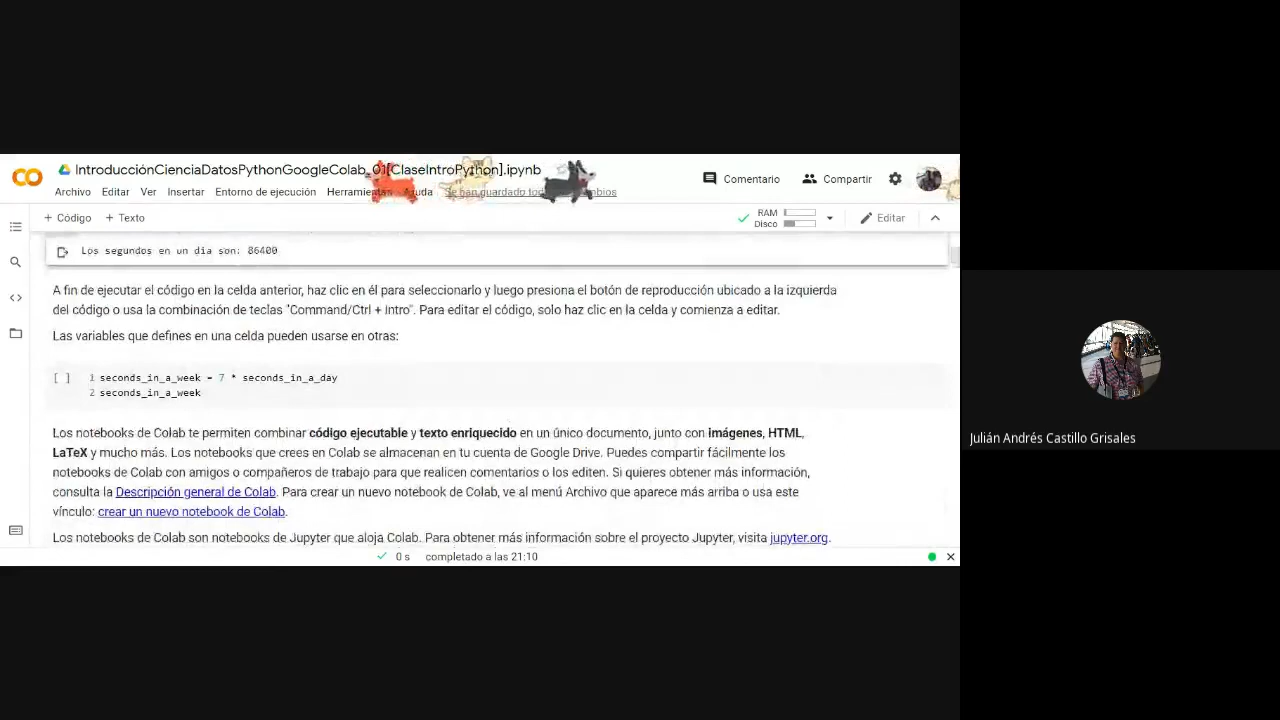 IntroducciónCienciaDatosPythonGoogleColab_01[ClaseIntroPython].ipynb
Archivo Editar Ver Insertar Entorno de ejecución Herramientas Ayuda Se han guardado todos cambios
Comentario Compartir
+ Código + Texto
RAM
Disco
Editar
Los segundos en un dia son: 86400
A fin de ejecutar el código en la celda anterior, haz clic en él para seleccionarlo y luego presiona el botón de reproducción ubicado a la izquierda
del código o usa la combinación de teclas "Command/Ctrl + Intro". Para editar el código, solo haz clic en la celda y comienza a editar.
Las variables que defines en una celda pueden usarse en otras:
[ ] 1 seconds_in_a_week = 7 * seconds_in_a_day
2 seconds_in_a_week
Los notebooks de Colab te permiten combinar código ejecutable y texto enriquecido en un único documento, junto con imágenes, HTML,
LaTeX y mucho más. Los notebooks que crees en Colab se almacenan en tu cuenta de Google Drive. Puedes compartir fácilmente los
notebooks de Colab con amigos o compañeros de trabajo para que realicen comentarios o los editen. Si quieres obtener más información,
consulta la Descripción general de Colab. Para crear un nuevo notebook de Colab, ve al menú Archivo que aparece más arriba o usa este
vínculo: crear un nuevo notebook de Colab.
Los notebooks de Colab son notebooks de Jupyter que aloja Colab. Para obtener más información sobre el proyecto Jupyter, visita jupyter.org.
0 s completado a las 21:10
Julián Andrés Castillo Grisales